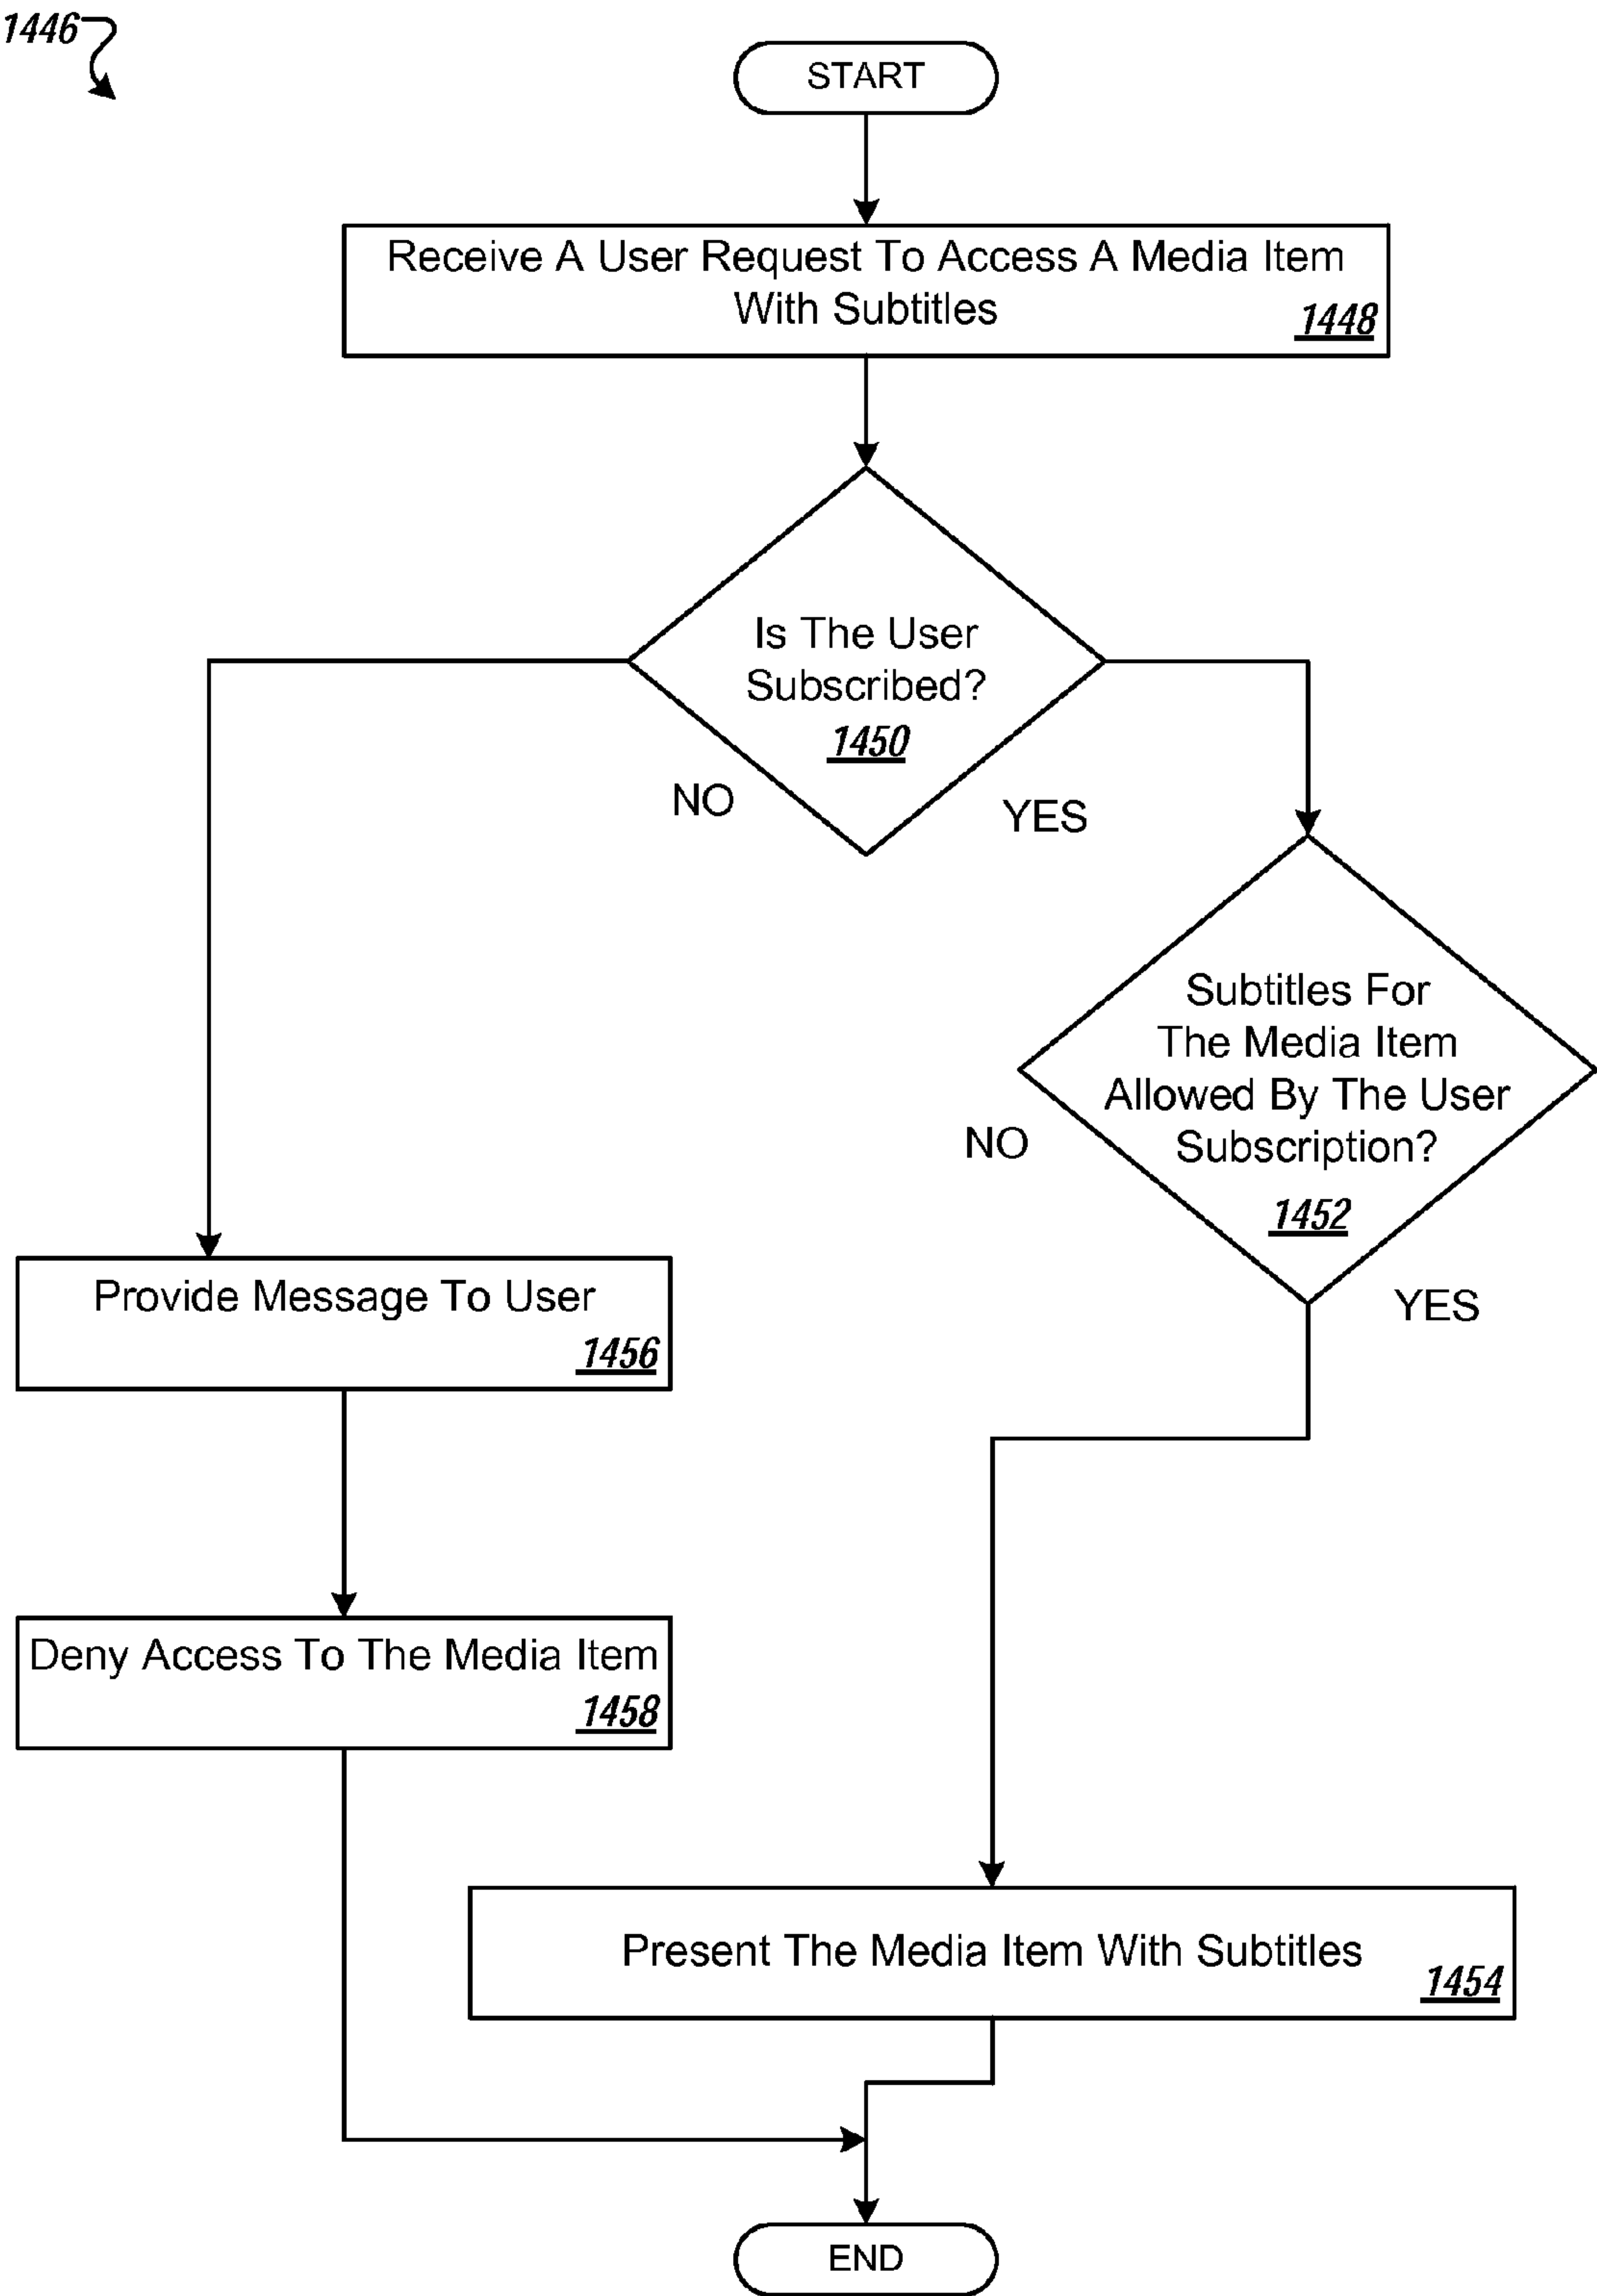 1446
START
Receive A User Request To Access A Media Item
With Subtitles
1448
Is The User
Subscribed?
1450
NO
YES
Subtitles For
The Media Item
Allowed By The User
Subscription?
1452
NO
YES
Provide Message To User
1456
Deny Access To The Media Item
1458
Present The Media Item With Subtitles
1454
END